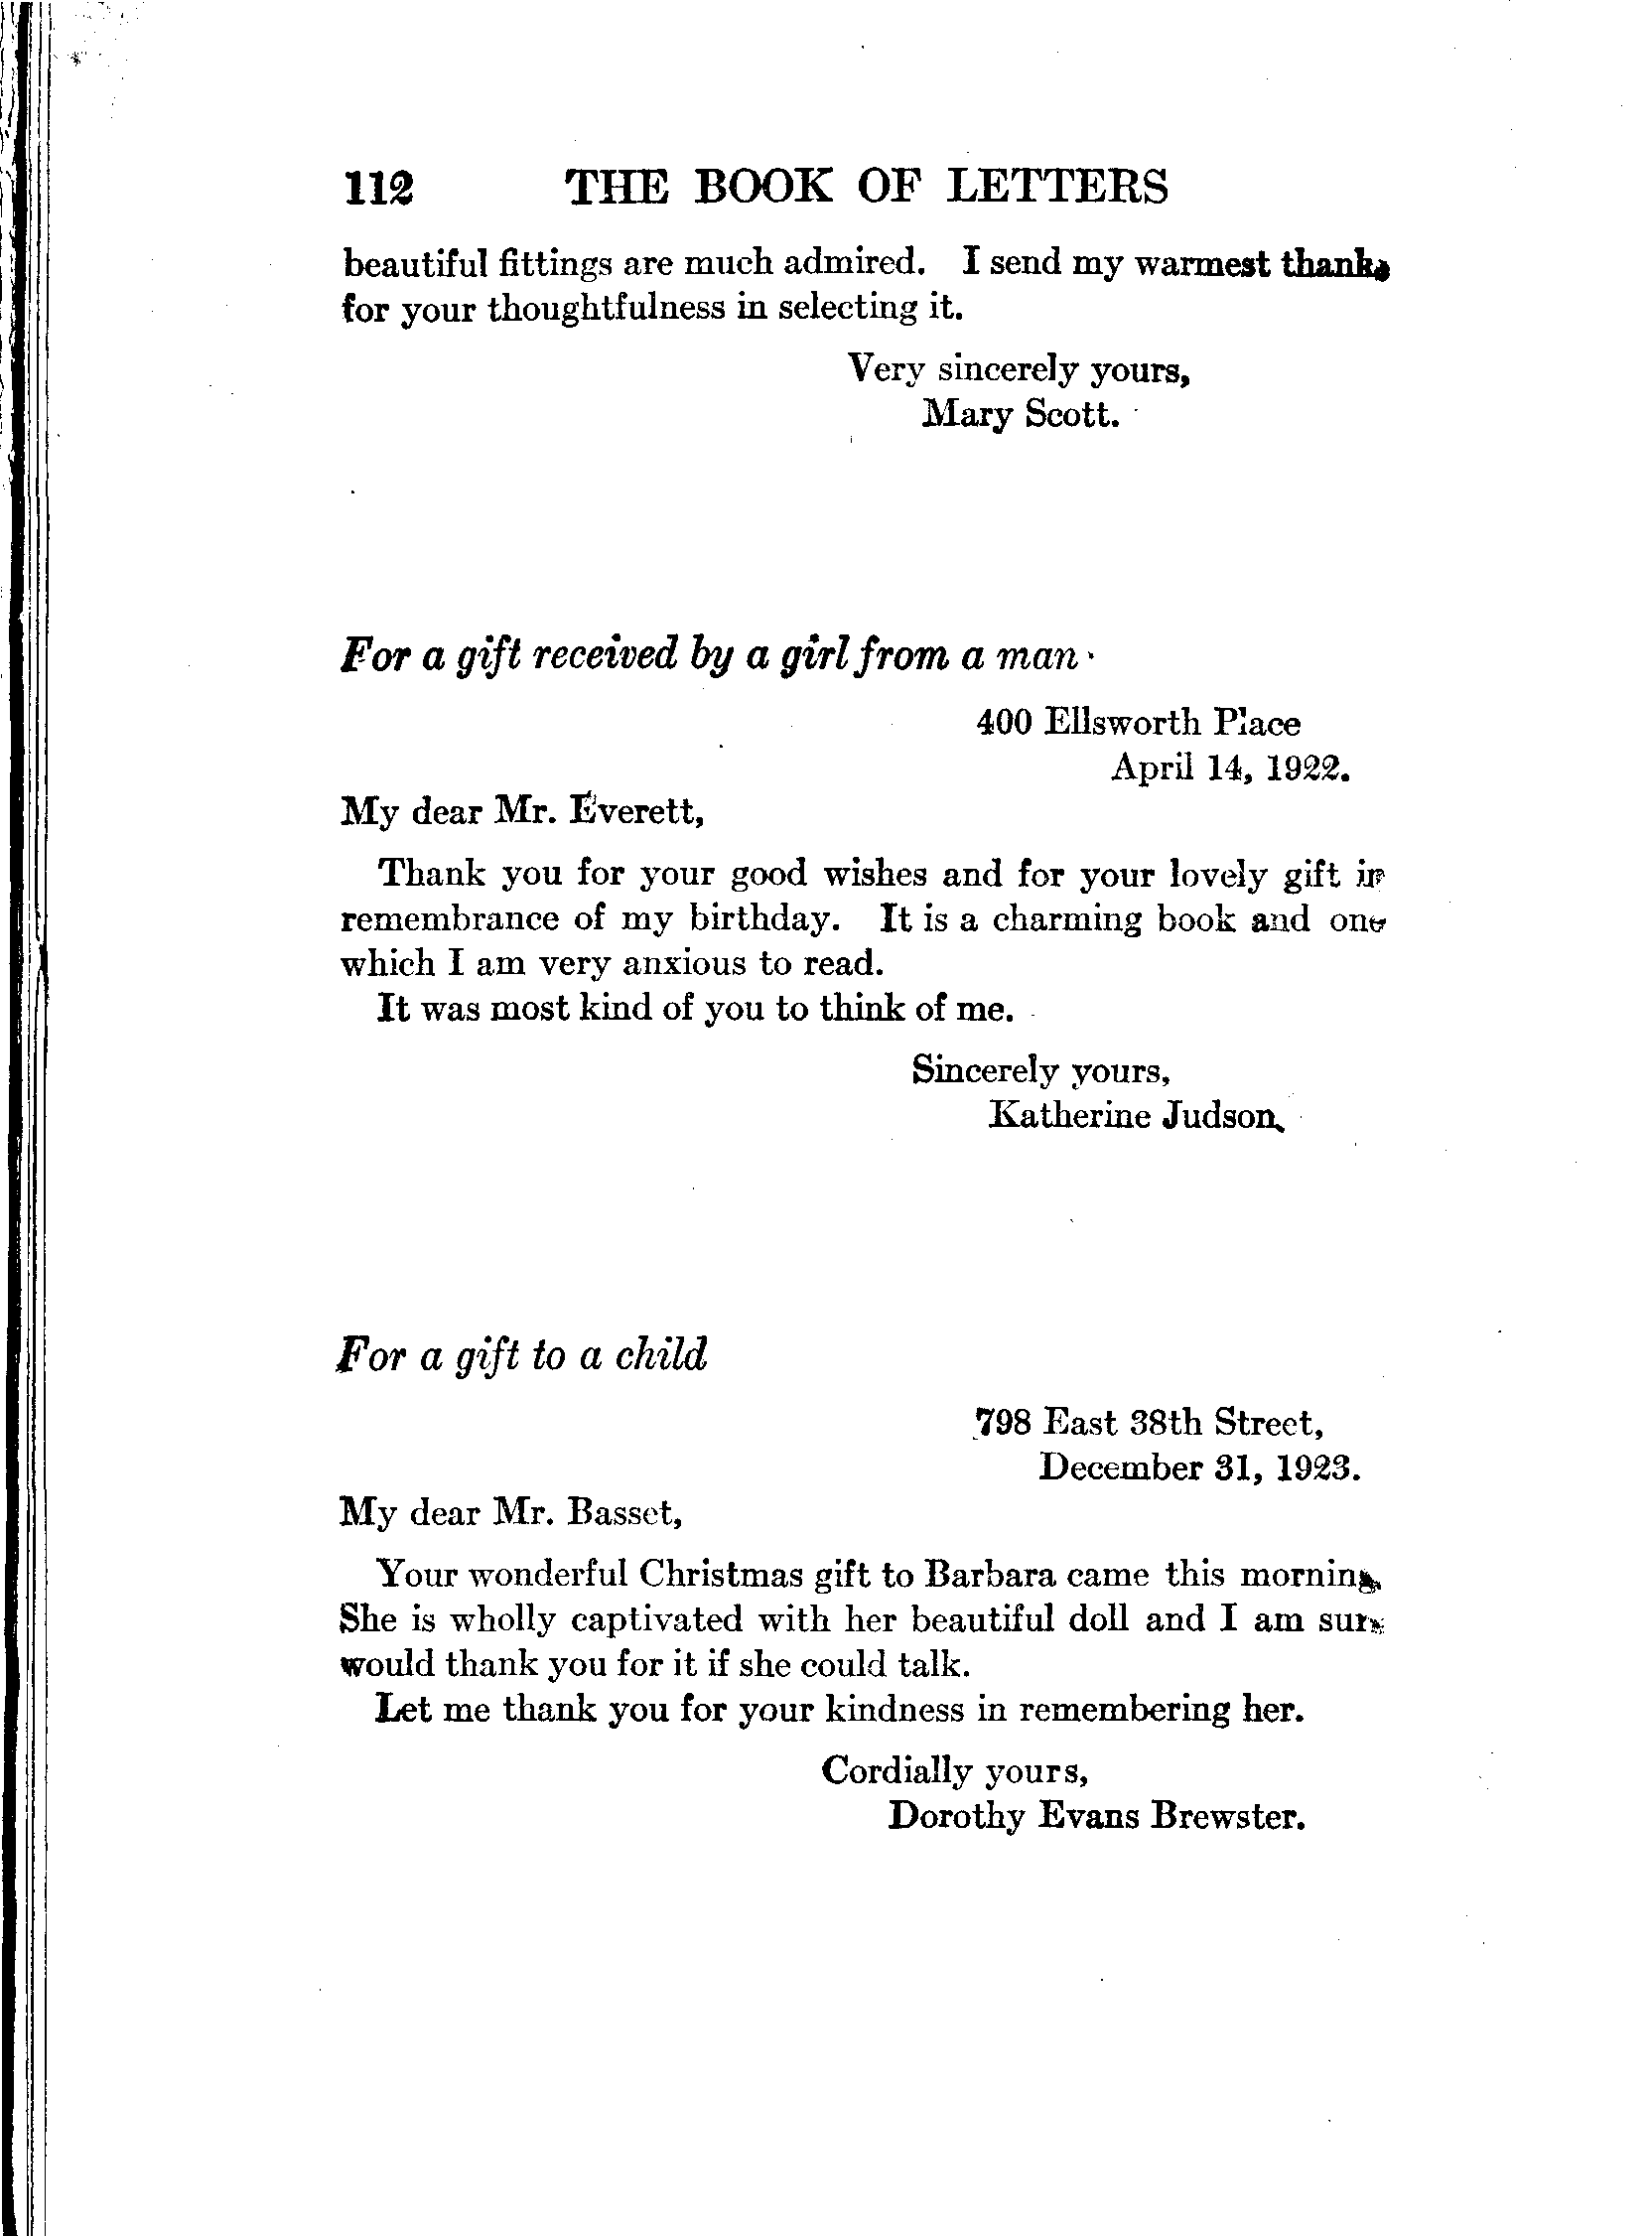 112 THE BOOK OF LETTERS
beautiful fittings are much admired. I send my warmest thanks
for your thoughtfulness in selecting it.
Very sincerely yours,
Mary Scott.
For a gift received by a girl from a man
400 Ellsworth Place
April 14, 1922.
My dear Mr. Everett,
Thank you for your good wishes and for your lovely gift in
remembrance of my birthday. It is a charming book and one
which I am very anxious to read.
It was most kind of you to think of me.
Sincerely yours,
Katherine Judson.
For a gift to a child
798 East 38th Street,
December 31, 1923.
My dear Mr. Basset,
Your wonderful Christmas gift to Barbara came this morning.
She is wholly captivated with her beautiful doll and I am sure
would thank you for it if she could talk.
Let me thank you for your kindness in remembering her.
Cordially yours,
Dorothy Evans Brewster.